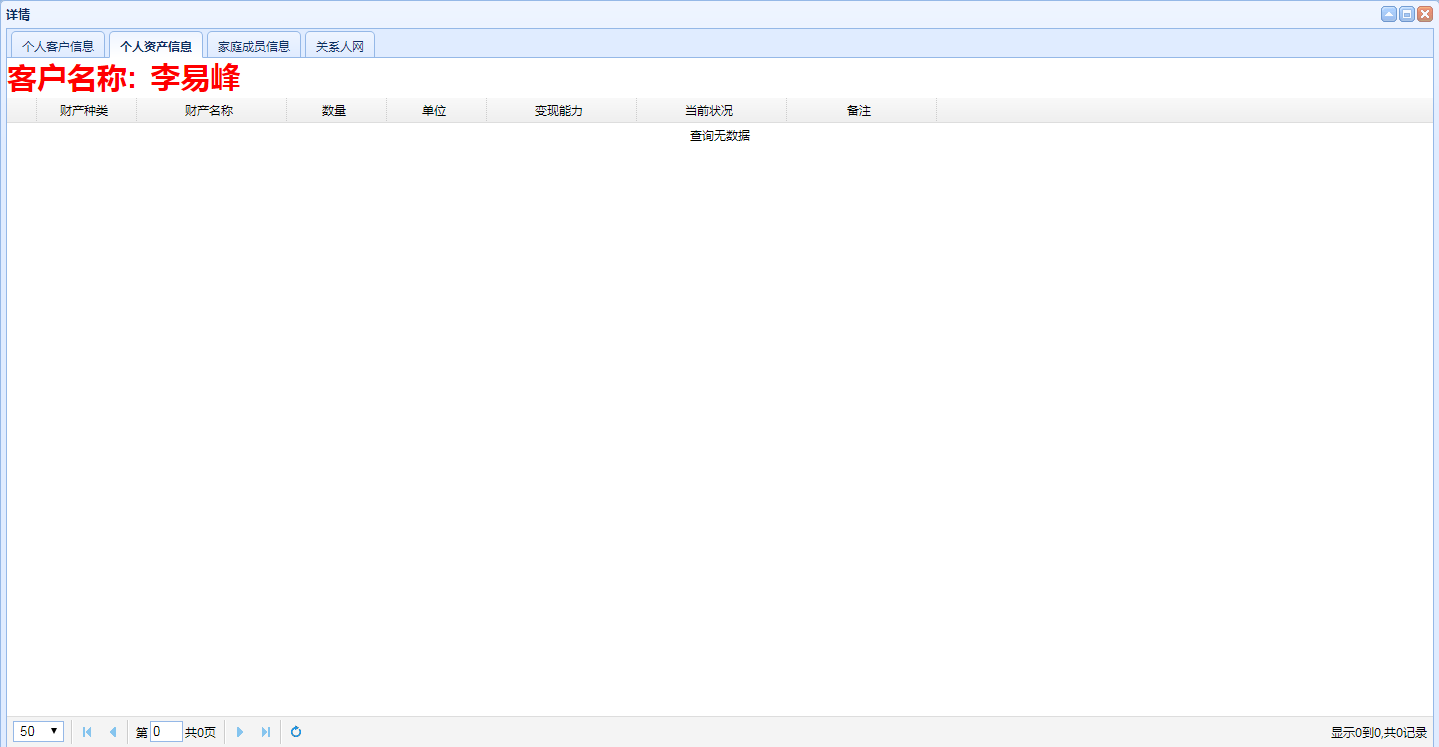 详情
个人客户信息 个人资产信息 家庭成员信息 关系人网
客户名称: 李易峰
财产种类 财产名称 数量 单位 变现能力 当前状况 备注
查询无数据
50 第 0 共0页 显示0到0,共0记录